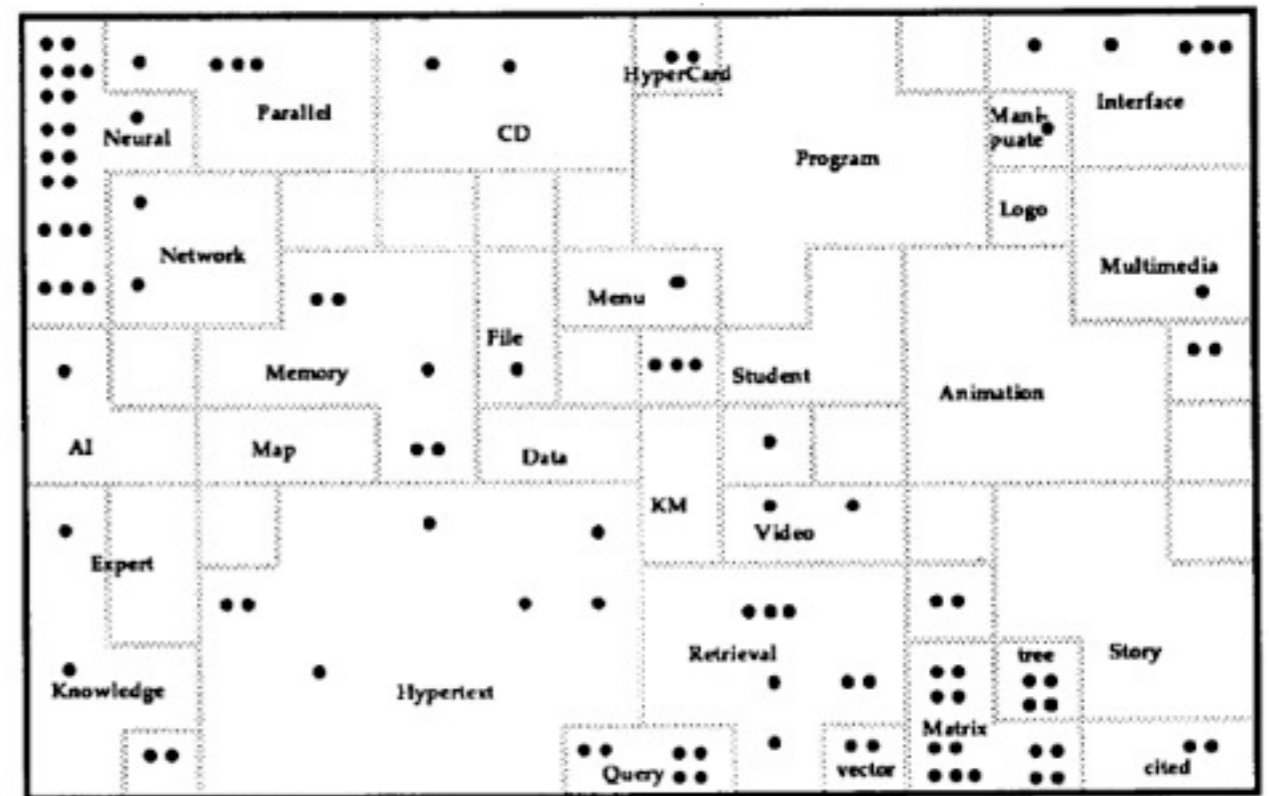 HyperCard
Interface
Parallel
Mani-
puate
CD
Neural
Program
Logo
Network
Multimedia
Menu
File
Memory
Student
Animation
AI
Map
Data
KM
Video
Expert
Retrieval
tree
Story
Knowledge
Hypertext
Matrix
Query
vector
cited